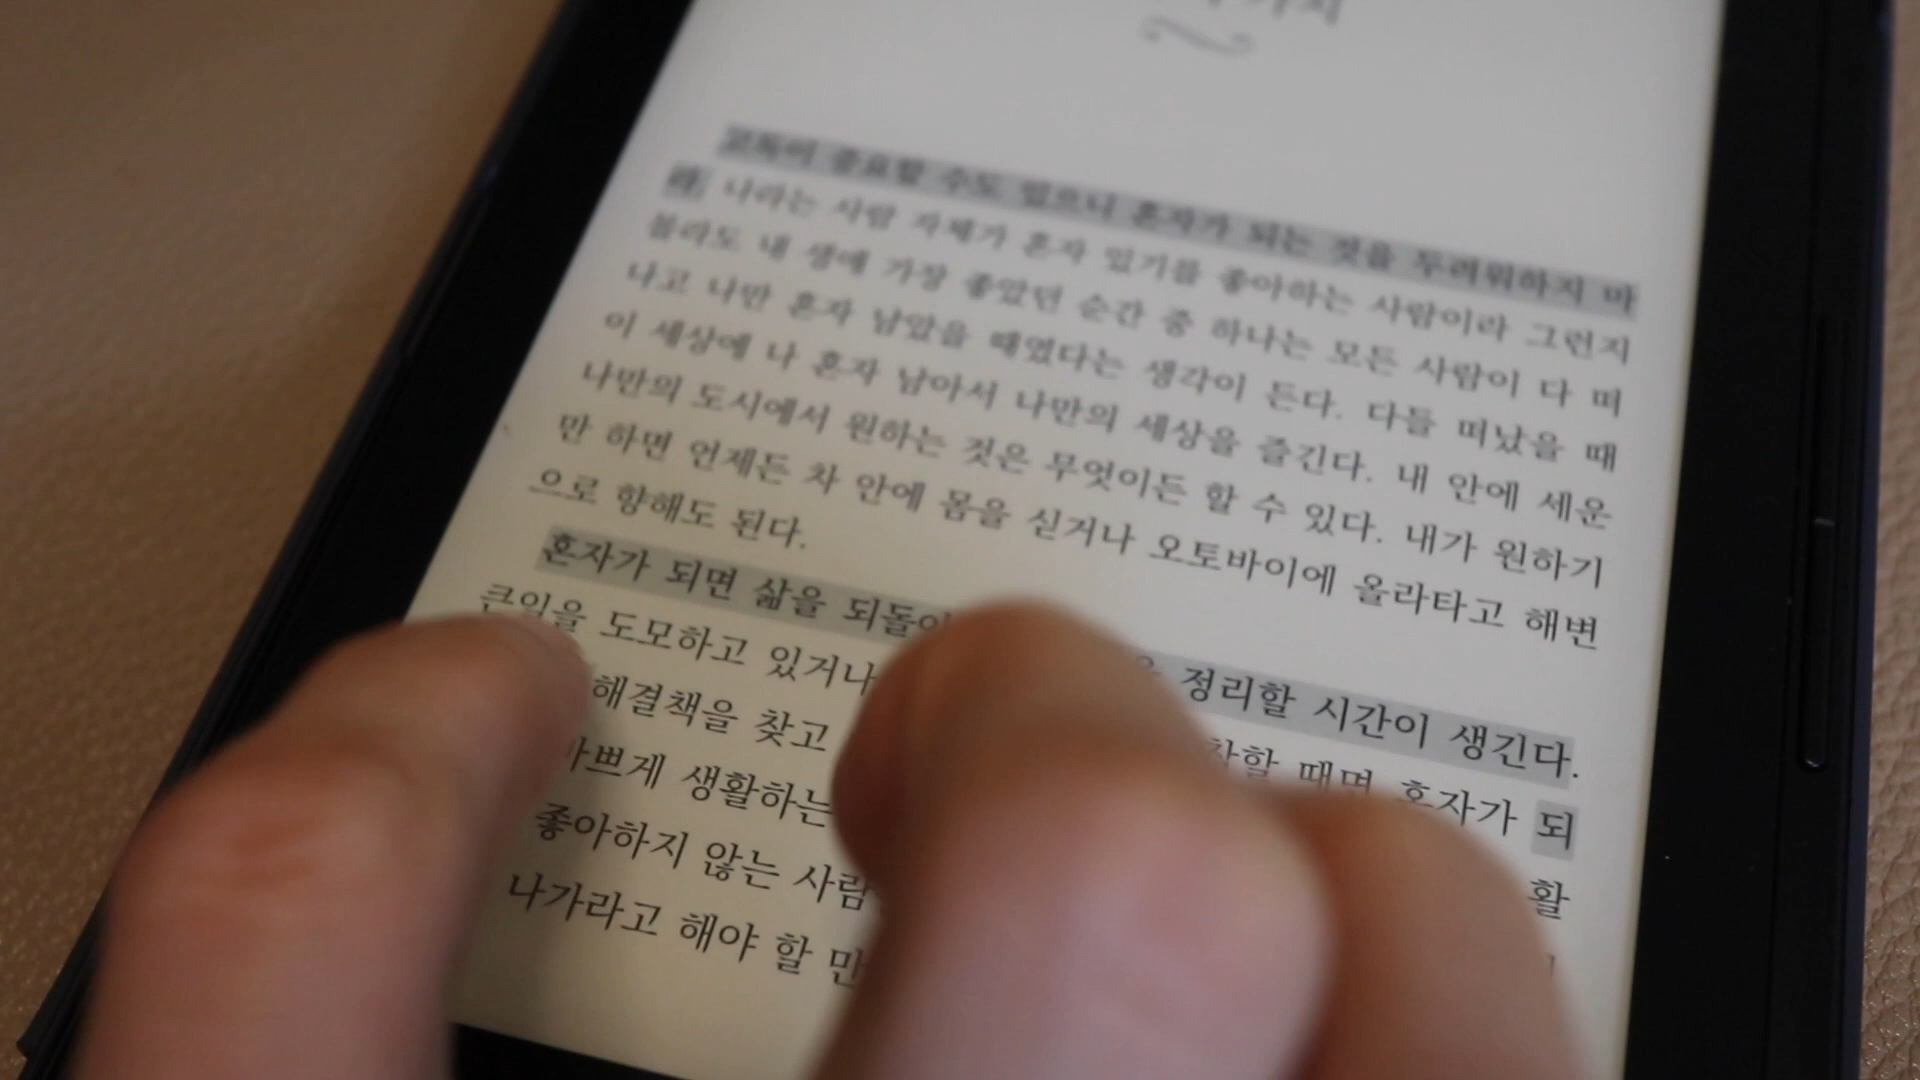 가지
고독이 중요할 수도 있으니 혼자가 되는 것을 두려워하지 마
라. 나라는 사람 자체가 혼자 있기를 좋아하는 사람이라 그런지
몰라도 내 생애 가장 좋았던 순간 중 하나는 모든 사람이 다 떠
나고 나만 혼자 남았을 때였다는 생각이 든다. 다들 떠났을 때
이 세상에 나 혼자 남아서 나만의 세상을 즐긴다. 내 안에 세운
나만의 도시에서 원하는 것은 무엇이든 할 수 있다. 내가 원하기
만 하면 언제든 차 안에 몸을 싣거나 오토바이에 올라타고 해변
으로 향해도 된다.
혼자가 되면 삶을 되돌아 정리할 시간이 생긴다.
큰일을 도모하고 있거나 때면 혼자가 되
해결책을 찾고 활
바쁘게 생활하는
좋아하지 않는 사람
나가라고 해야 할 만